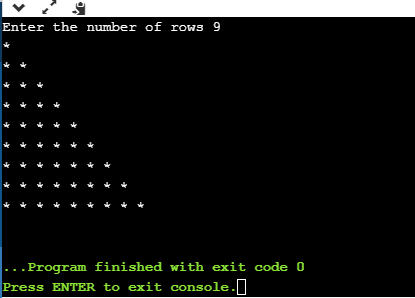 Enter the number of rows 9
*
* *
* * *
* * * *
* * * * *
* * * * * *
* * * * * * *
* * * * * * * *
* * * * * * * * *
...Program finished with exit code 0
Press ENTER to exit console.